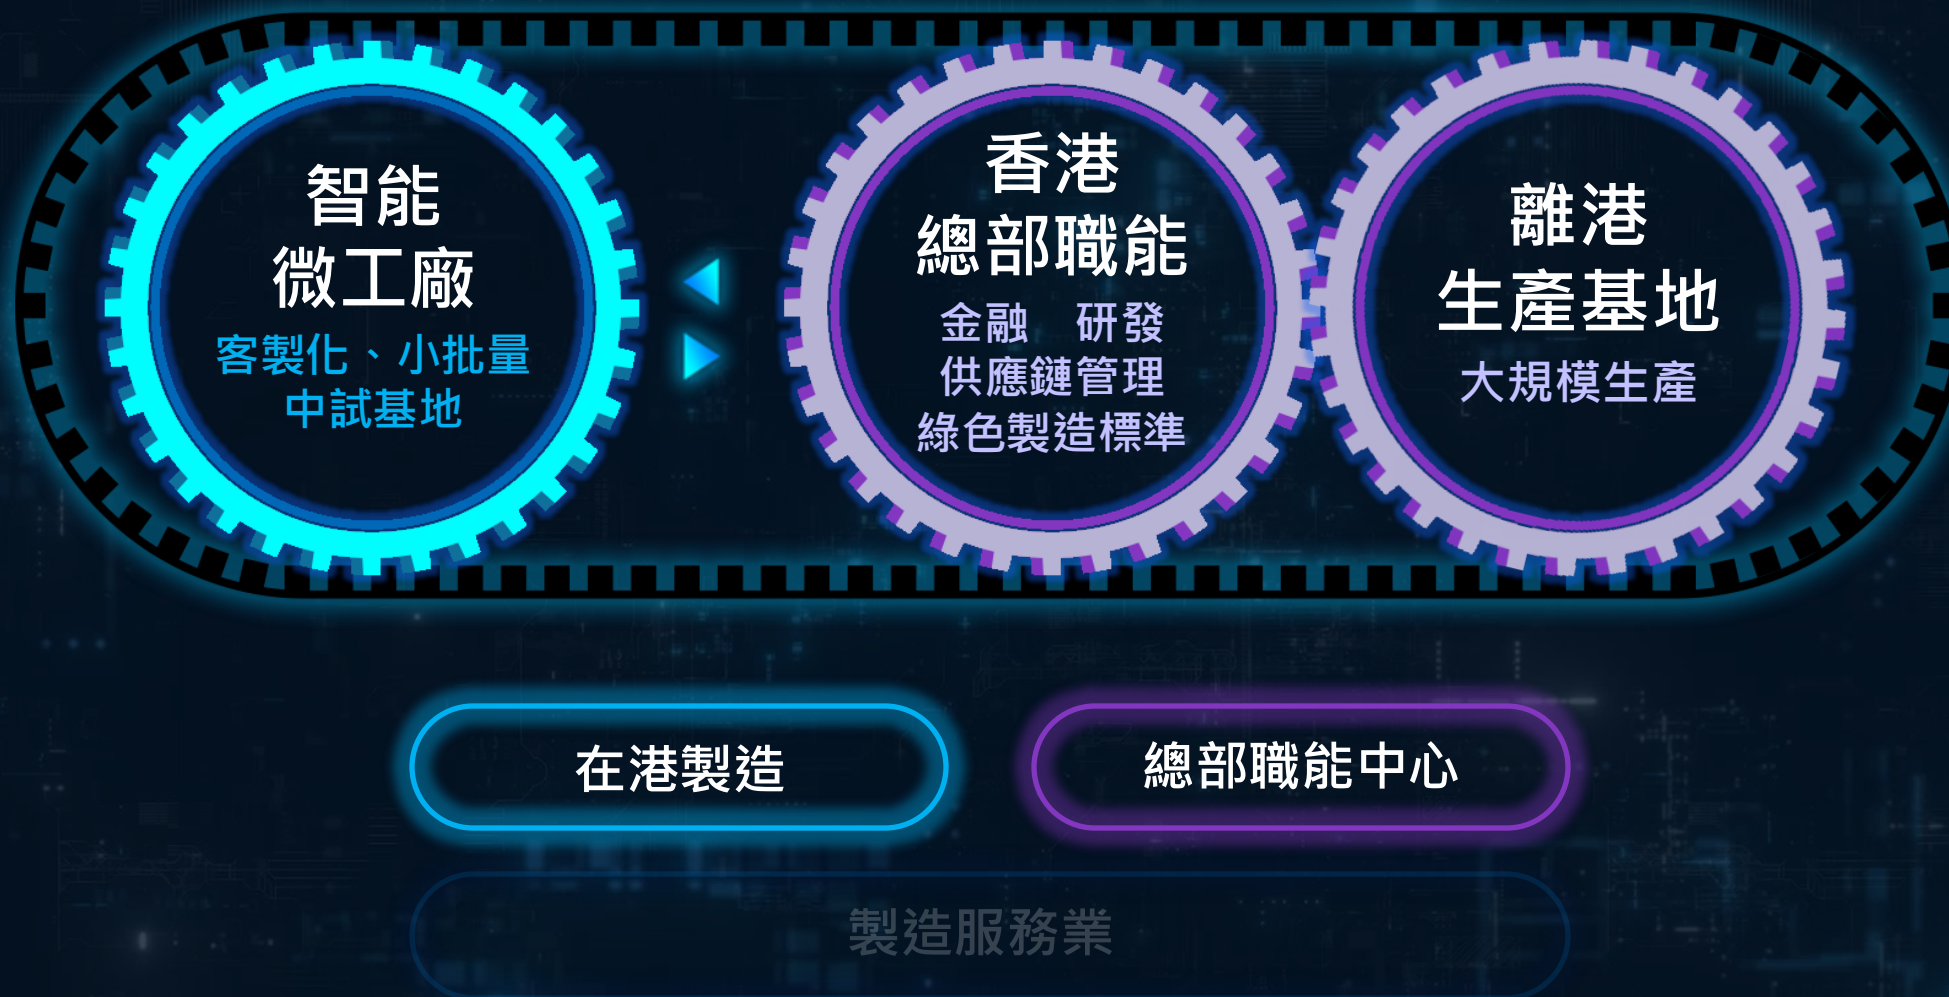 智能
微工廠
客製化、小批量
中試基地
香港
總部職能
金融　研發
供應鏈管理
綠色製造標準
離港
生產基地
大規模生產
在港製造
總部職能中心
製造服務業